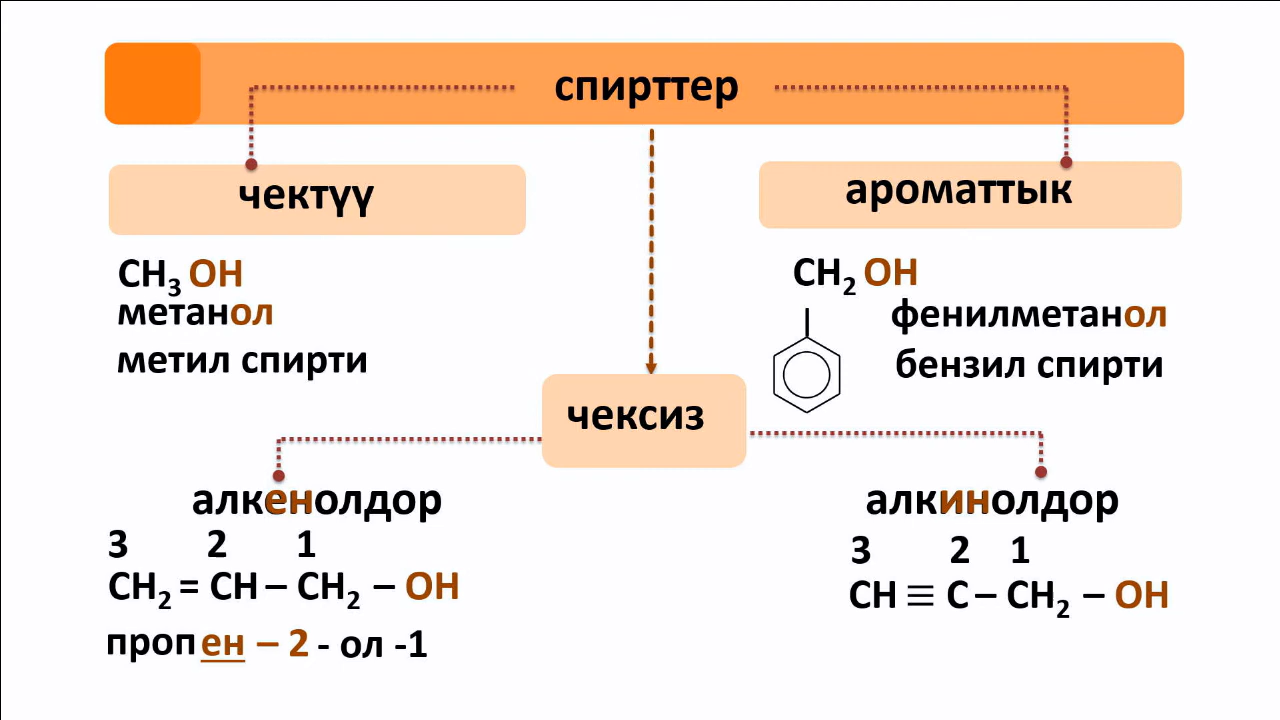 спирттер
чектүү
ароматтык
CH₃ OH
метанол
метил спирти
CH₂ OH
фенилметанол
бензил спирти
чексиз
алкенолдор
3 2 1
CH₂ = CH – CH₂ – OH
пропен – 2 - ол -1
алкинолдор
3 2 1
CH ≡ C – CH₂ – OH